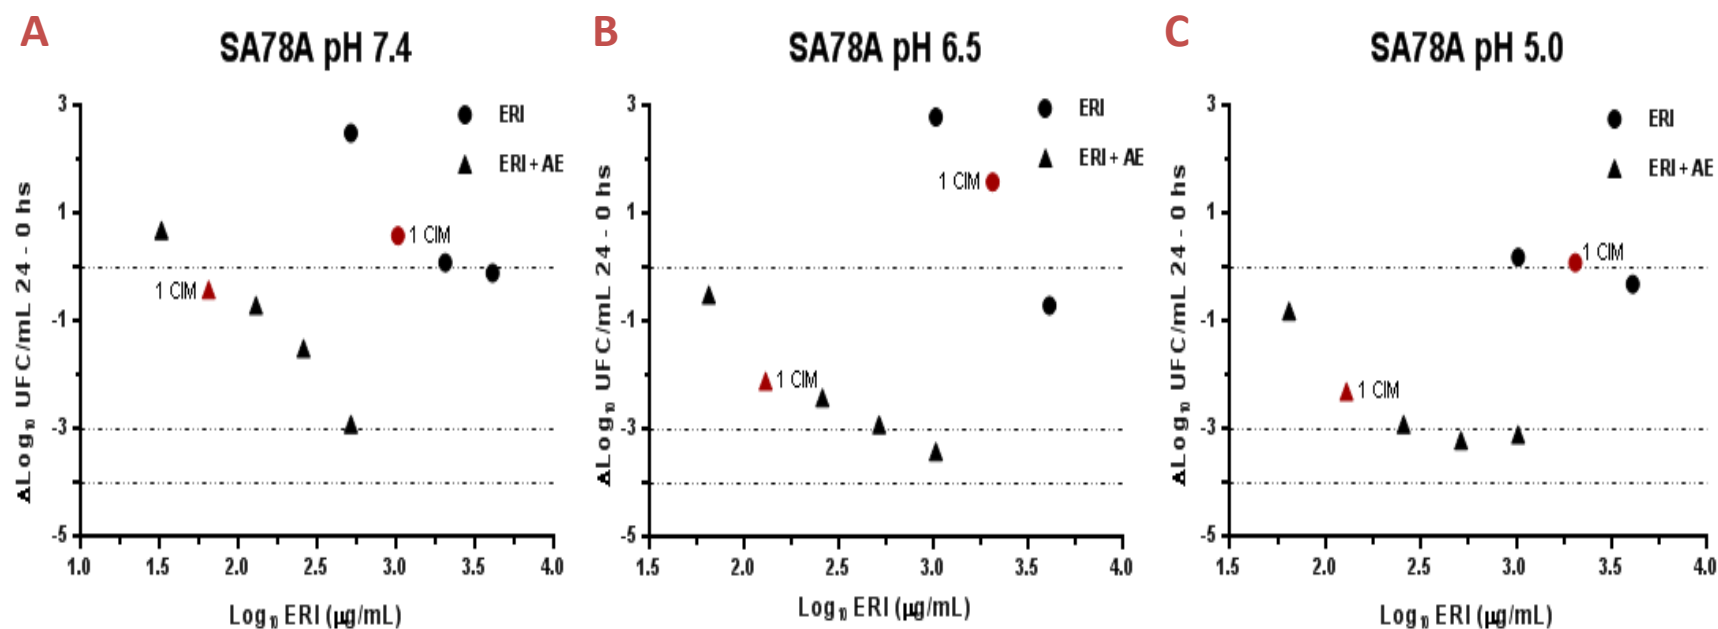 A
SA78A pH 7.4
3
1
-1
-3
-5
ΔLog₁₀ UFC/mL 24 - 0 hs
ERI
ERI + AE
1 CIM
1 CIM
1.0 1.5 2.0 2.5 3.0 3.5 4.0
Log₁₀ ERI (μg/mL)
B
SA78A pH 6.5
3
1
-1
-3
-5
ΔLog₁₀ UFC/mL 24 - 0 hs
ERI
ERI + AE
1 CIM
1 CIM
1.5 2.0 2.5 3.0 3.5 4.0
Log₁₀ ERI (μg/mL)
C
SA78A pH 5.0
3
1
-1
-3
-5
ΔLog₁₀ UFC/mL 24 - 0 hs
ERI
ERI + AE
1 CIM
1 CIM
1.5 2.0 2.5 3.0 3.5 4.0
Log₁₀ ERI (μg/mL)